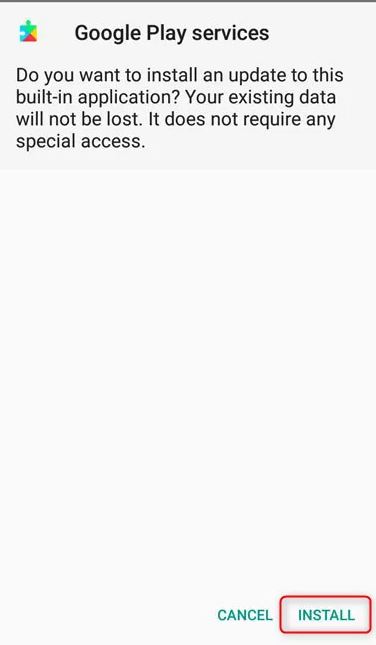 Google Play services
Do you want to install an update to this
built-in application? Your existing data
will not be lost. It does not require any
special access.
CANCEL INSTALL